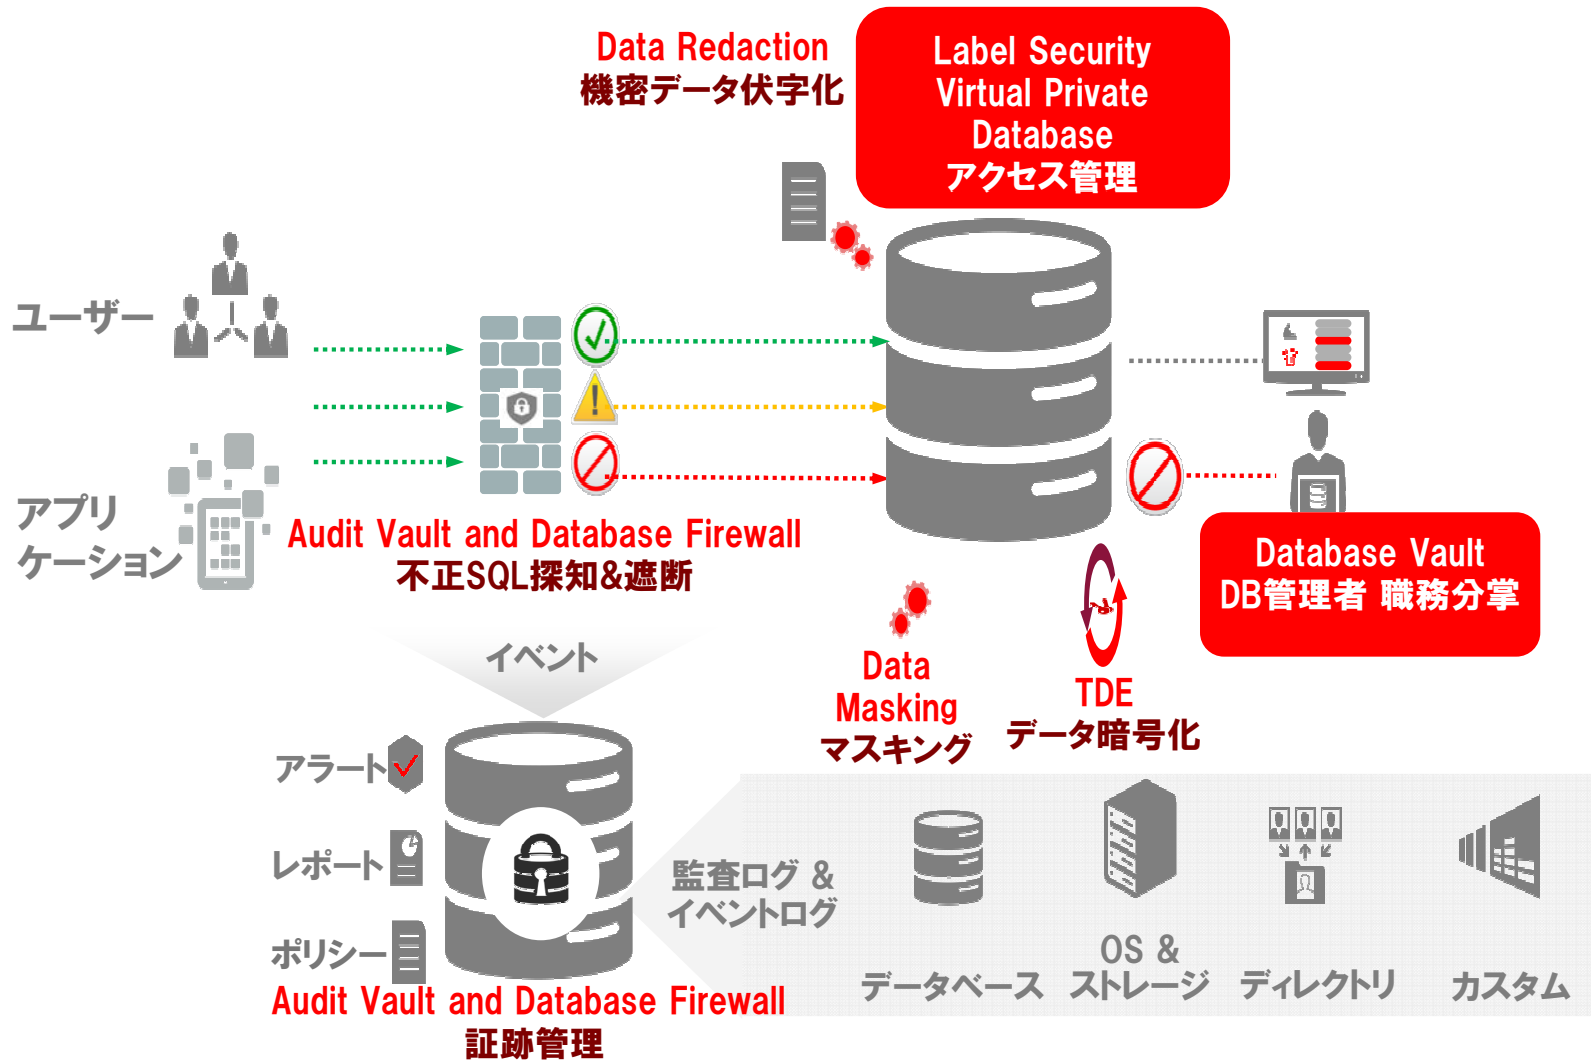 Data Redaction
機密データ伏字化
Label Security
Virtual Private
Database
アクセス管理
ユーザー
アプリ
ケーション
Audit Vault and Database Firewall
不正SQL探知&遮断
Database Vault
DB管理者 職務分掌
イベント
Data
Masking
マスキング
TDE
データ暗号化
アラート
レポート
ポリシー
Audit Vault and Database Firewall
証跡管理
監査ログ &
イベントログ
データベース
OS &
ストレージ
ディレクトリ
カスタム